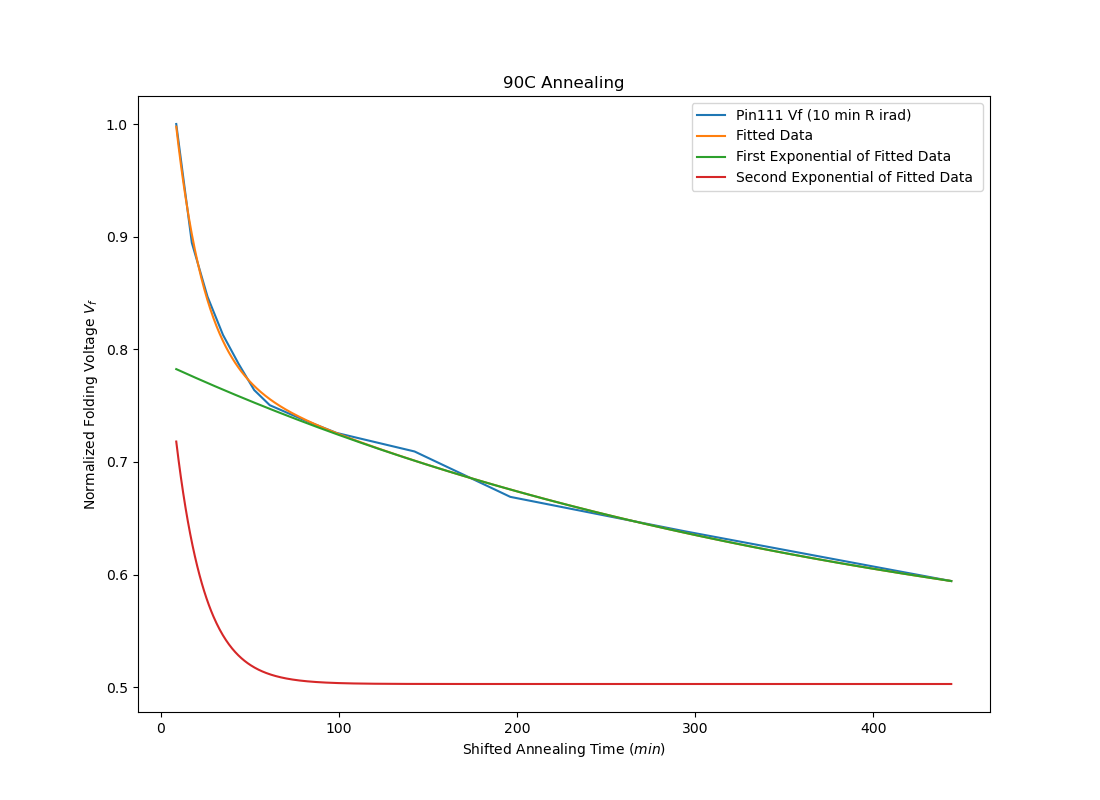 90C Annealing
Pin111 Vf (10 min R irad)
Fitted Data
First Exponential of Fitted Data
Second Exponential of Fitted Data
Normalized Folding Voltage V_f
1.0
0.9
0.8
0.7
0.6
0.5
0 100 200 300 400
Shifted Annealing Time (min)